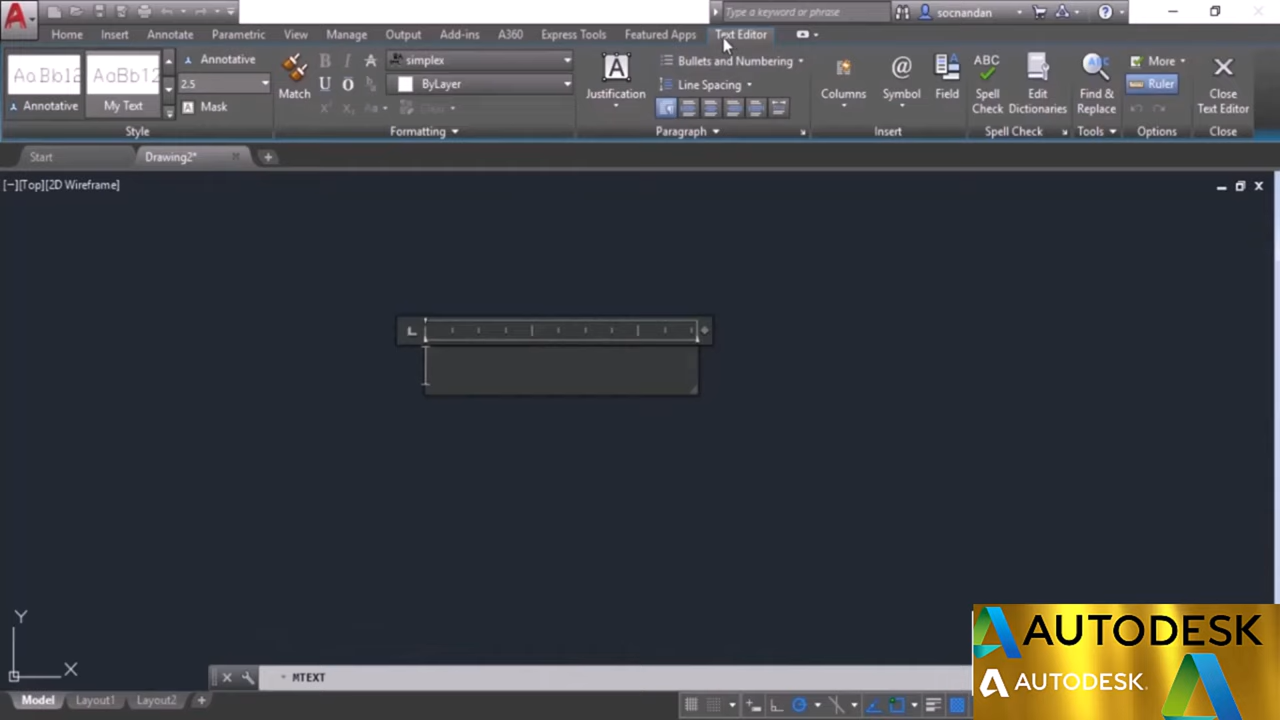 A Type a keyword or phrase socnandan ?
Home Insert Annotate Parametric View Manage Output Add-ins A360 Express Tools Featured Apps Text Editor
AaBb12 AaBb12 Annotative
Annotative My Text
2.5
A Mask
Style
Match
B I A
U O
simplex
ByLayer
Formatting
A
Justification
Bullets and Numbering
Line Spacing
Paragraph
Columns @ Symbol Field
Insert
ABC
Spell Check
Edit Dictionaries
Spell Check
Find & Replace
Tools
More
Ruler
Options
Close Text Editor
Close
Start Drawing2* +
[−][Top][2D Wireframe]
L
Y
X
MTEXT
Model Layout1 Layout2 +
AUTODESK
AUTODESK.